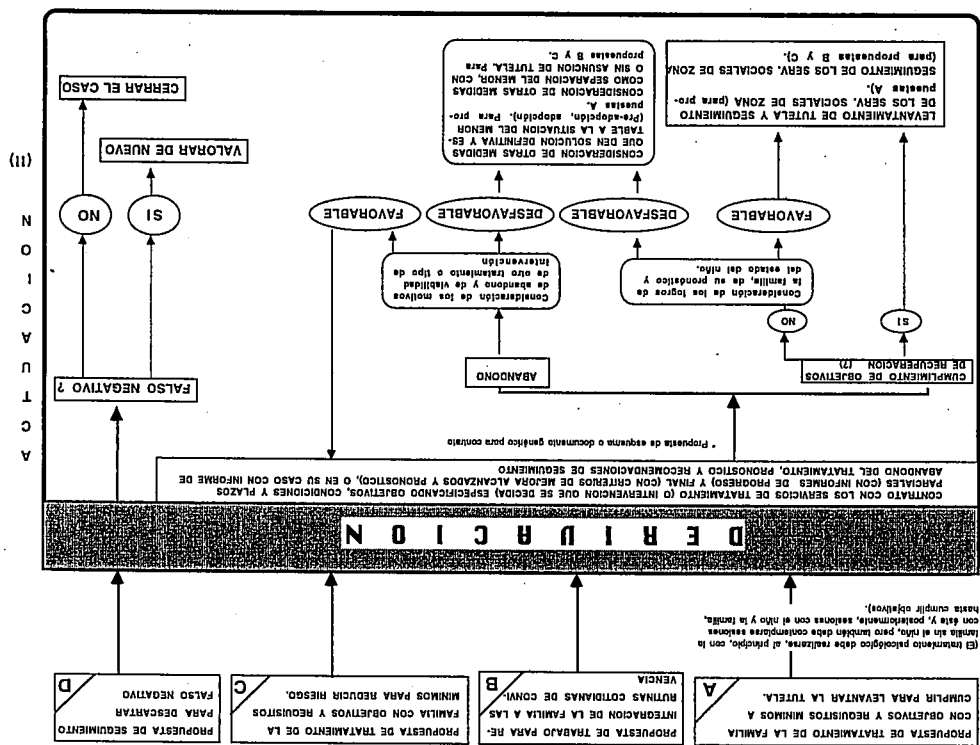 PROPUESTA DE TRATAMIENTO DE LA FAMILIA
CON OBJETIVOS Y REQUISITOS MINIMOS A
CUMPLIR PARA LEVANTAR LA TUTELA.
A
(El tratamiento psicológico debe realizarse, al principio, con la
familia sin el niño, pero también debe contemplarse sesiones
con éste y, posteriormente, sesiones con el niño y la familia,
hasta cumplir objetivos).
PROPUESTA DE TRABAJO PARA RE-
INTEGRACION DE LA FAMILIA A LAS
RUTINAS COTIDIANAS DE CONVI-
VENCIA
B
PROPUESTA DE TRATAMIENTO DE LA
FAMILIA CON OBJETIVOS Y REQUISITOS
MINIMOS PARA REDUCIR RIESGO.
C
PROPUESTA DE SEGUIMIENTO
PARA DESCARTAR
FALSO NEGATIVO
D
D E R I V A C I O N
CONTRATO CON LOS SERVICIOS DE TRATAMIENTO (O INTERVENCION QUE SE DECIDA) ESPECIFICANDO OBJETIVOS, CONDICIONES Y PLAZOS
PARCIALES (CON INFORMES DE PROGRESO) Y FINAL (CON CRITERIOS DE MEJORA ALCANZADOS Y PRONOSTICO), O EN SU CASO CON INFORME DE
ABANDONO DEL TRATAMIENTO, PRONOSTICO Y RECOMENDACIONES DE SEGUIMIENTO
* Propuesta de esquema o documento genérico para contrato
CUMPLIMIENTO DE OBJETIVOS
DE RECUPERACION (?)
ABANDONO
FALSO NEGATIVO ?
SI
NO
Consideración de los logros de
la familia, de su pronóstico y
del estado del niño.
Consideración de los motivos
de abandono y de viabilidad
de otro tratamiento o tipo de
intervención
FAVORABLE
DESFAVORABLE
DESFAVORABLE
FAVORABLE
SI
NO
LEVANTAMIENTO DE TUTELA Y SEGUIMIENTO
DE LOS SERV. SOCIALES DE ZONA (para pro-
puestas A).
SEGUIMIENTO DE LOS SERV. SOCIALES DE ZONA
(para propuestas B y C).
CONSIDERACION DE OTRAS MEDIDAS
QUE DEN SOLUCION DEFINITIVA Y ES-
TABLE A LA SITUACION DEL MENOR
(Pre-adopción, adopción). Para pro-
puestas A.
CONSIDERACION DE OTRAS MEDIDAS
COMO SEPARACION DEL MENOR, CON
O SIN ASUNCION DE TUTELA. Para
propuestas B y C.
VALORAR DE NUEVO
CERRAR EL CASO
A C T U A C I O N (II)